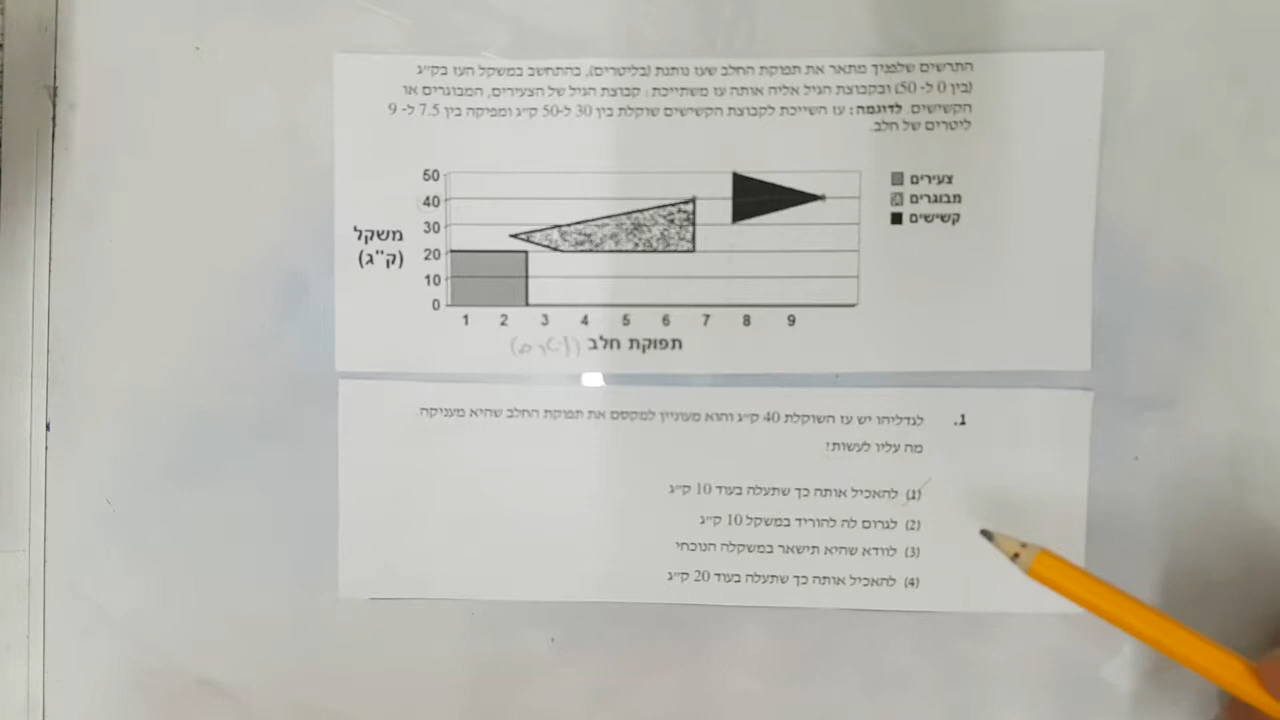 התרשים שלפניך מתאר את תפוקת החלב שעז נותנת (בליטרים), בהתחשב במשקל העז בק״ג
(בין 0 ל- 50) ובקבוצת הגיל אליה אותה עז משתייכת: קבוצת הגיל של הצעירים, המבוגרים או
הקשישים. לדוגמה: עז השייכת לקבוצת הקשישים שוקלת בין 30 ל-50 ק״ג ומפיקה בין 7.5 ל- 9
ליטרים של חלב.
50
40
30
20
10
0
משקל
(ק"ג)
צעירים
מבוגרים
קשישים
1 2 3 4 5 6 7 8 9
תפוקת חלב
1. לגדליהו יש עז השוקלת 40 ק״ג והוא מעוניין למקסם את תפוקת החלב שהיא מעניקה.
מה עליו לעשות?
(1) להאכיל אותה כך שתעלה בעוד 10 ק״ג
(2) לגרום לה להוריד במשקל 10 ק״ג
(3) לוודא שהיא תישאר במשקלה הנוכחי
(4) להאכיל אותה כך שתעלה בעוד 20 ק״ג